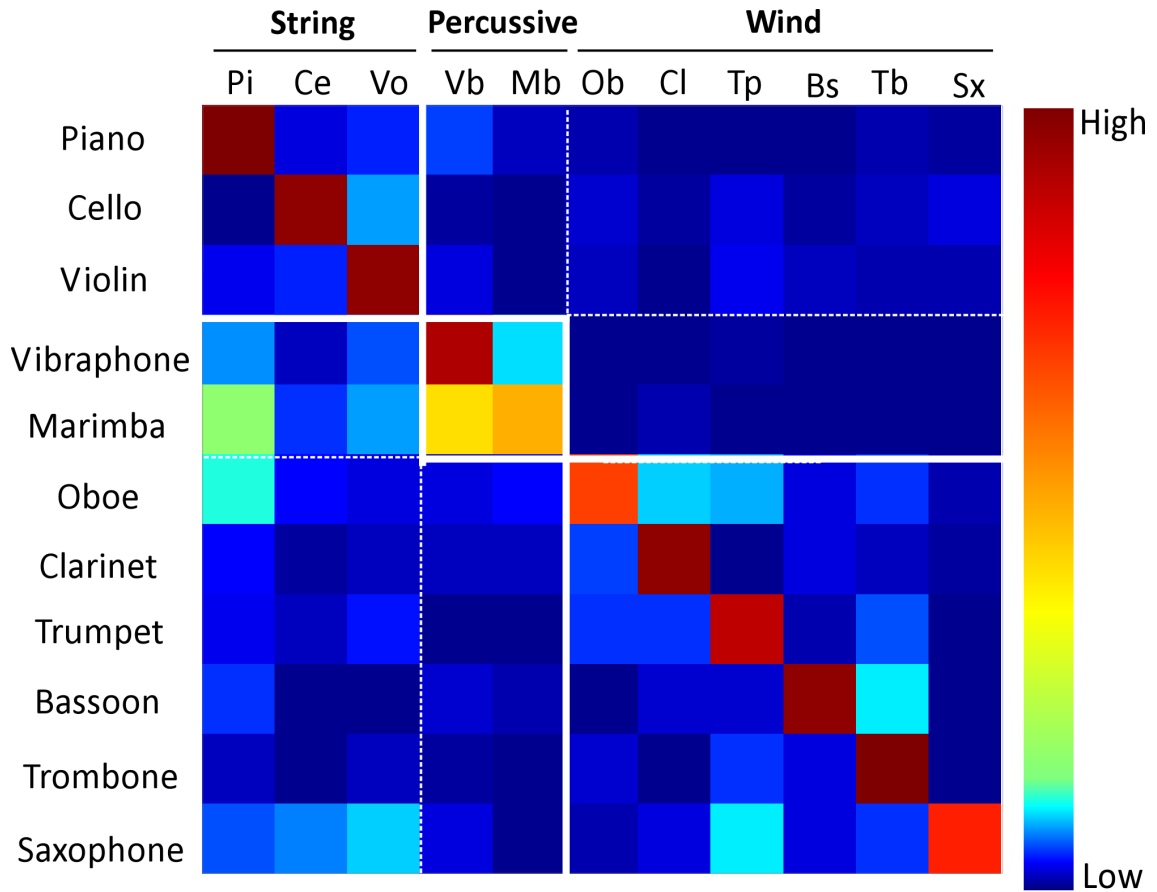 String Percussive Wind
Pi Ce Vo Vb Mb Ob Cl Tp Bs Tb Sx
High
Piano
Cello
Violin
Vibraphone
Marimba
Oboe
Clarinet
Trumpet
Bassoon
Trombone
Saxophone
Low